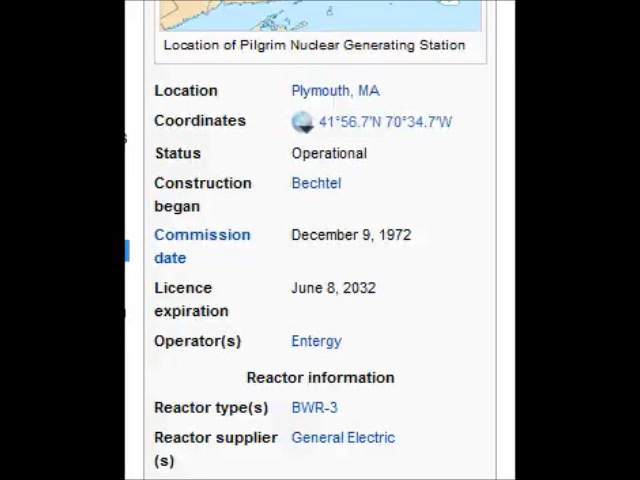 Location of Pilgrim Nuclear Generating Station
Location Plymouth, MA
Coordinates 41°56.7′N 70°34.7′W
Status Operational
Construction Bechtel
began
Commission December 9, 1972
date
Licence June 8, 2032
expiration
Operator(s) Entergy
Reactor information
Reactor type(s) BWR-3
Reactor supplier General Electric
(s)